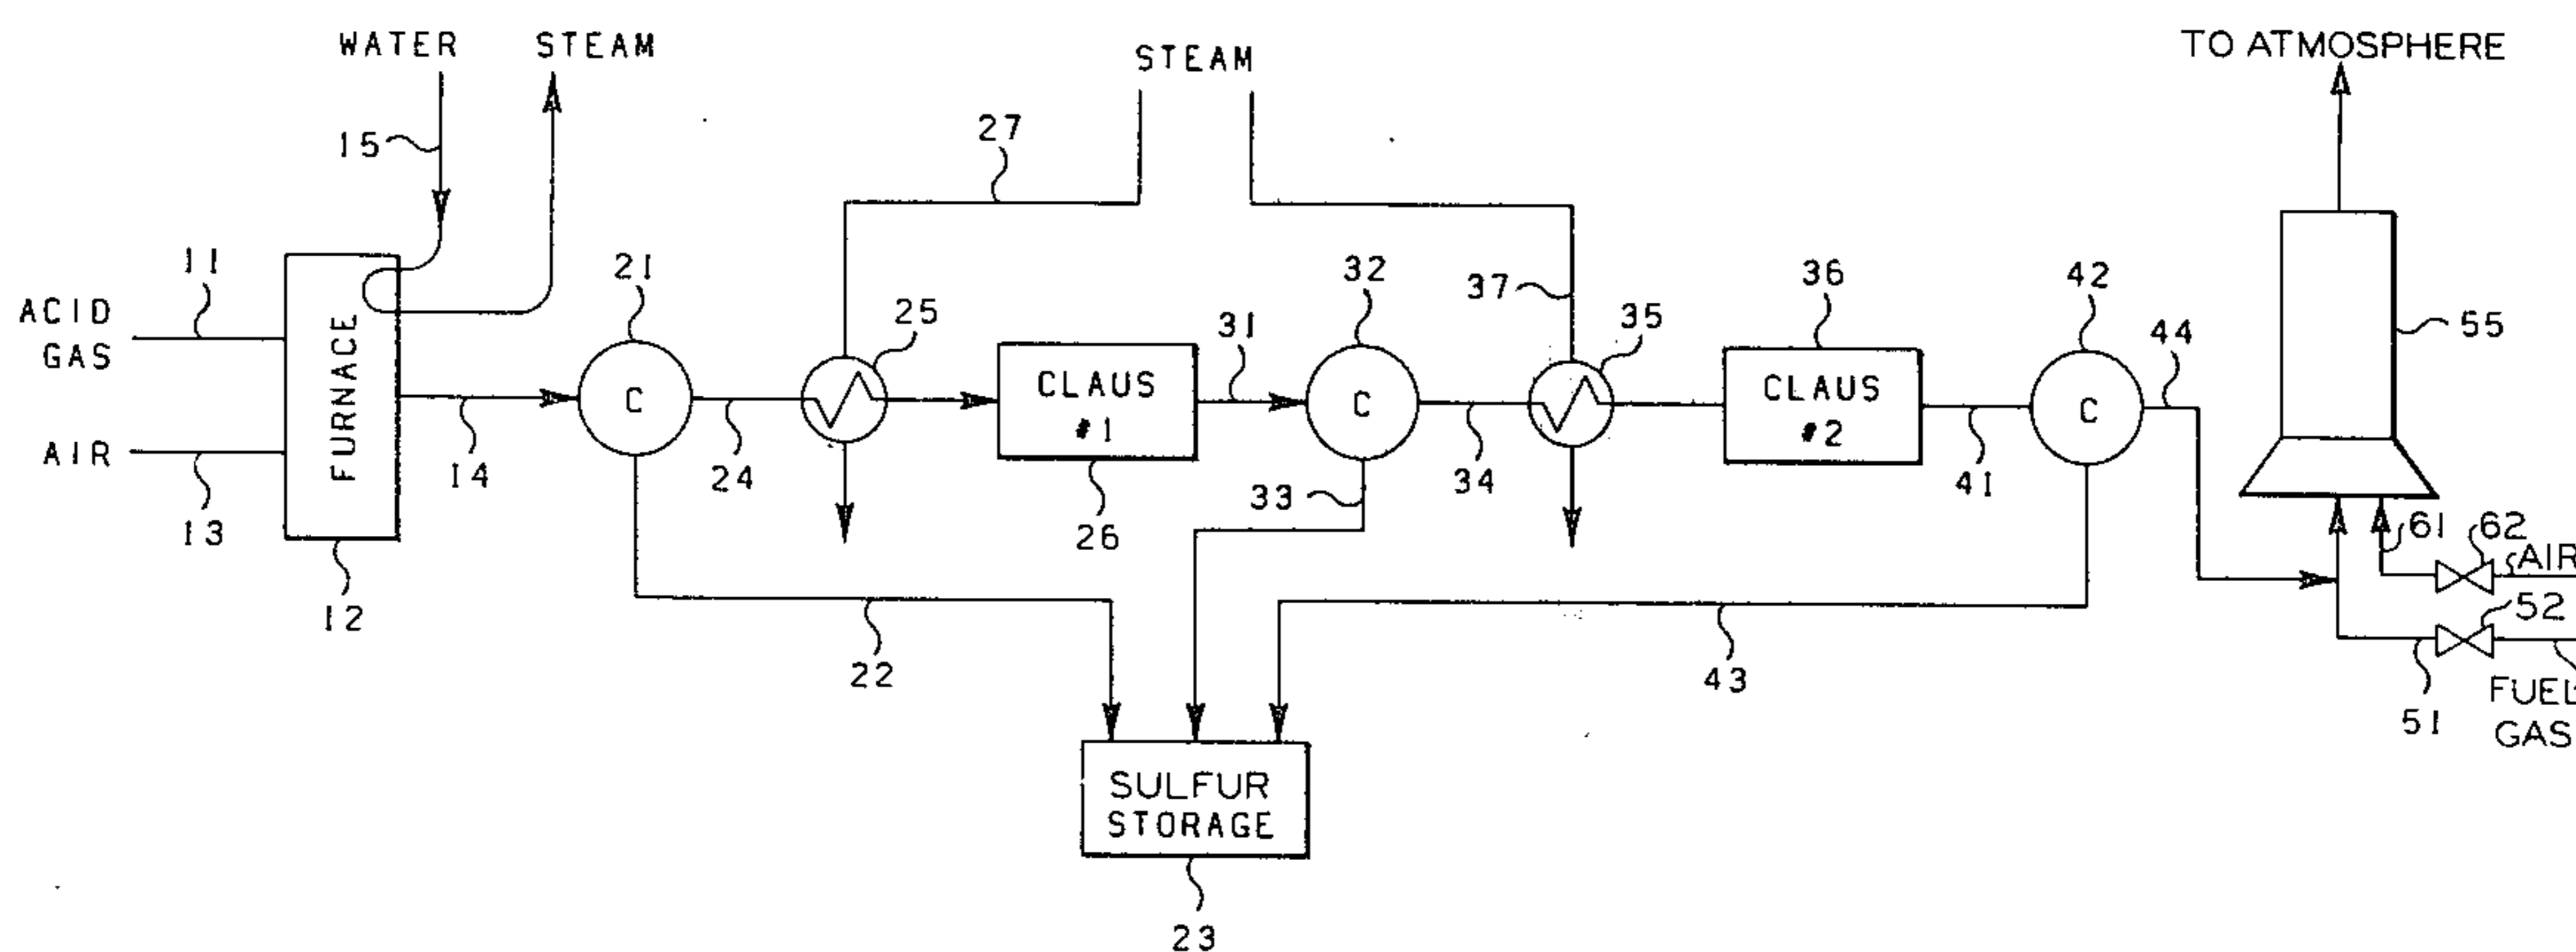 WATER
STEAM
STEAM
TO ATMOSPHERE
15
27
11
21
25
31
32
37
35
36
42
44
55
ACID
GAS
FURNACE
C
CLAUS
#1
C
CLAUS
#2
C
AIR
13
14
24
26
33
34
41
61
62
AIR
12
22
43
52
51
FUEL
GAS
SULFUR
STORAGE
23